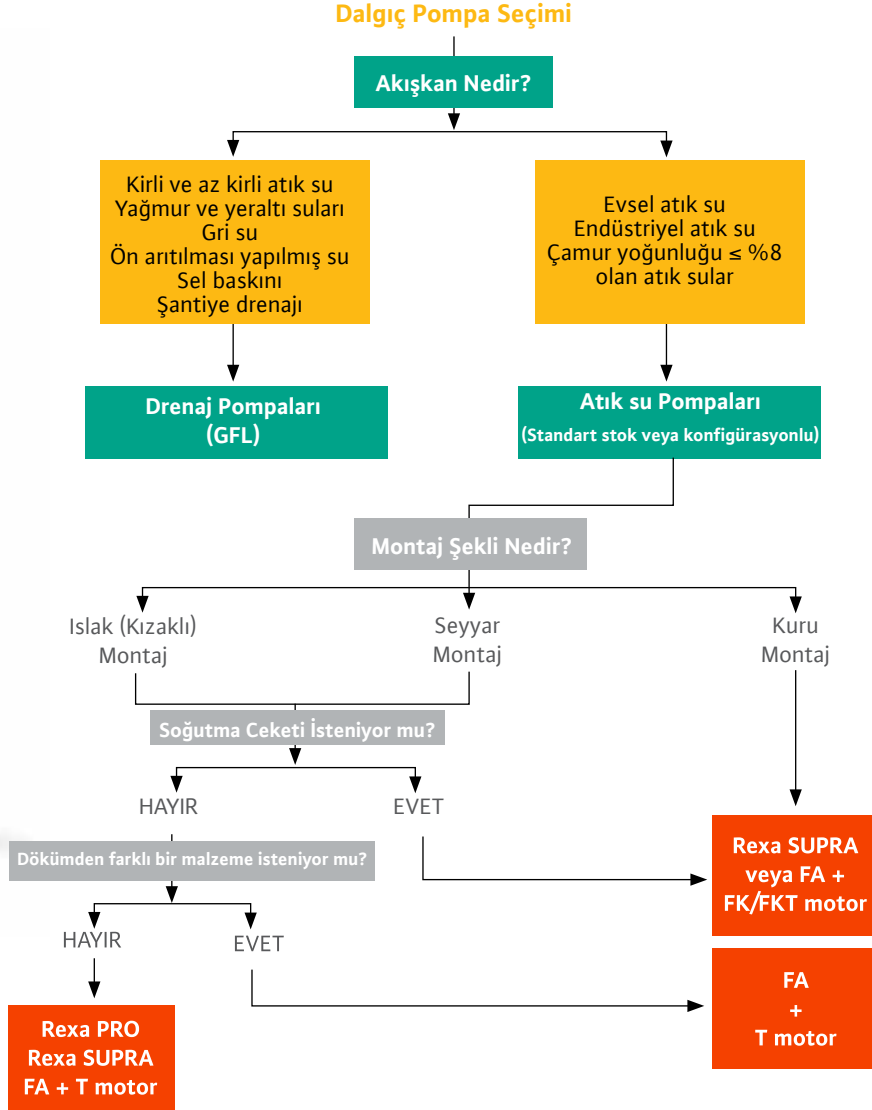 Dalgıç Pompa Seçimi
Akışkan Nedir?
Kirli ve az kirli atık su
Yağmur ve yeraltı suları
Gri su
Ön arıtılması yapılmış su
Sel baskını
Şantiye drenajı
Evsel atık su
Endüstriyel atık su
Çamur yoğunluğu ≤ %8
olan atık sular
Drenaj Pompaları
(GFL)
Atık su Pompaları
(Standart stok veya konfigürasyonlu)
Montaj Şekli Nedir?
Islak (Kızaklı)
Montaj
Seyyar
Montaj
Kuru
Montaj
Soğutma Ceketi İsteniyor mu?
HAYIR
EVET
Dökümden farklı bir malzeme isteniyor mu?
Rexa SUPRA
veya FA +
FK/FKT motor
HAYIR
EVET
FA
+
T motor
Rexa PRO
Rexa SUPRA
FA + T motor